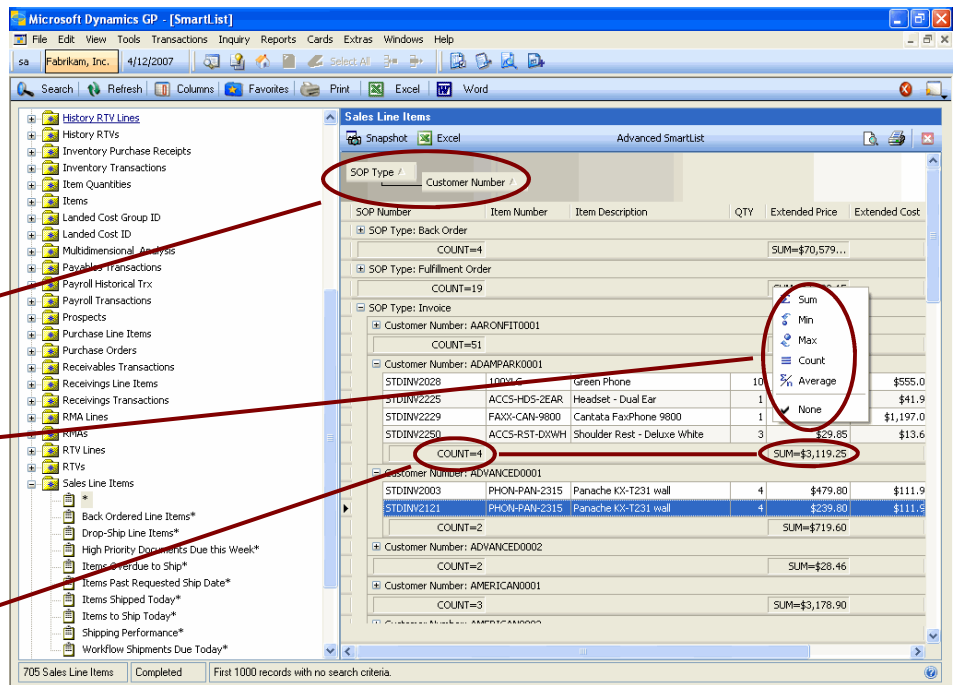 Microsoft Dynamics GP - [SmartList]
File Edit View Tools Transactions Inquiry Reports Cards Extras Windows Help
sa Fabrikam, Inc. 4/12/2007 Select All
Search Refresh Columns Favorites Print Excel Word
History RTV Lines
History RTVs
Inventory Purchase Receipts
Inventory Transactions
Item Quantities
Items
Landed Cost Group ID
Landed Cost ID
Multidimensional Analysis
Payables Transactions
Payroll Historical Trx
Payroll Transactions
Prospects
Purchase Line Items
Purchase Orders
Receivables Transactions
Receivings Line Items
Receivings Transactions
RMA Lines
RMAs
RTV Lines
RTVs
Sales Line Items
*
Back Ordered Line Items*
Drop-Ship Line Items*
High Priority Documents Due this Week*
Items Overdue to Ship*
Items Past Requested Ship Date*
Items Shipped Today*
Items to Ship Today*
Shipping Performance*
Workflow Shipments Due Today*
Sales Line Items
Snapshot Excel Advanced SmartList
SOP Type
Customer Number
SOP Number Item Number Item Description QTY Extended Price Extended Cost
SOP Type: Back Order
COUNT=4 SUM=$70,579...
SOP Type: Fulfillment Order
COUNT=19
SOP Type: Invoice
Customer Number: AARONFIT0001
COUNT=51
Customer Number: ADAMPARK0001
STDINV2028 100XLG Green Phone 10 $555.0
STDINV2225 ACCS-HDS-2EAR Headset - Dual Ear 1 $41.9
STDINV2229 FAXX-CAN-9800 Cantata FaxPhone 9800 1 $1,197.0
STDINV2250 ACCS-RST-DXWH Shoulder Rest - Deluxe White 3 $29.85 $13.6
COUNT=4 SUM=$3,119.25
Customer Number: ADVANCED0001
STDINV2003 PHON-PAN-2315 Panache KX-T231 wall 4 $479.80 $111.9
STDINV2121 PHON-PAN-2315 Panache KX-T231 wall 4 $239.80 $111.9
COUNT=2 SUM=$719.60
Customer Number: ADVANCED0002
COUNT=2 SUM=$28.46
Customer Number: AMERICAN0001
COUNT=3 SUM=$3,178.90
Customer Number:
Sum
Min
Max
Count
Average
None
705 Sales Line Items Completed First 1000 records with no search criteria.